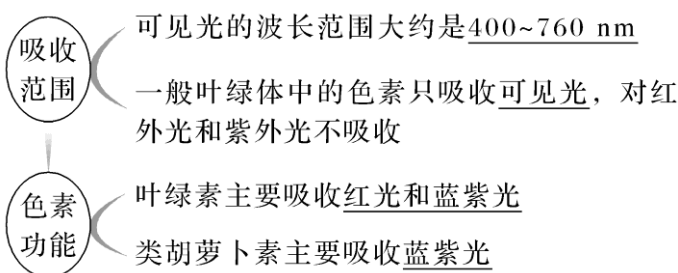 吸收
范围
可见光的波长范围大约是400~760 nm
一般叶绿体中的色素只吸收可见光，对红
外光和紫外光不吸收
色素
功能
叶绿素主要吸收红光和蓝紫光
类胡萝卜素主要吸收蓝紫光